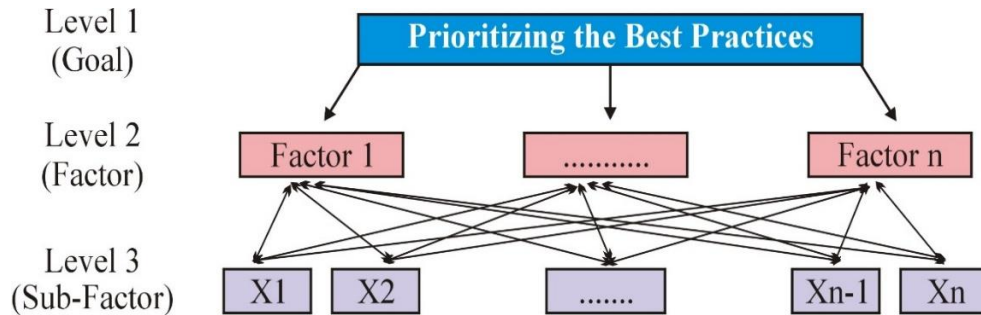 Level 1
(Goal)
Prioritizing the Best Practices
Level 2
(Factor)
Factor 1
...........
Factor n
Level 3
(Sub-Factor)
X1
X2
.......
Xn-1
Xn